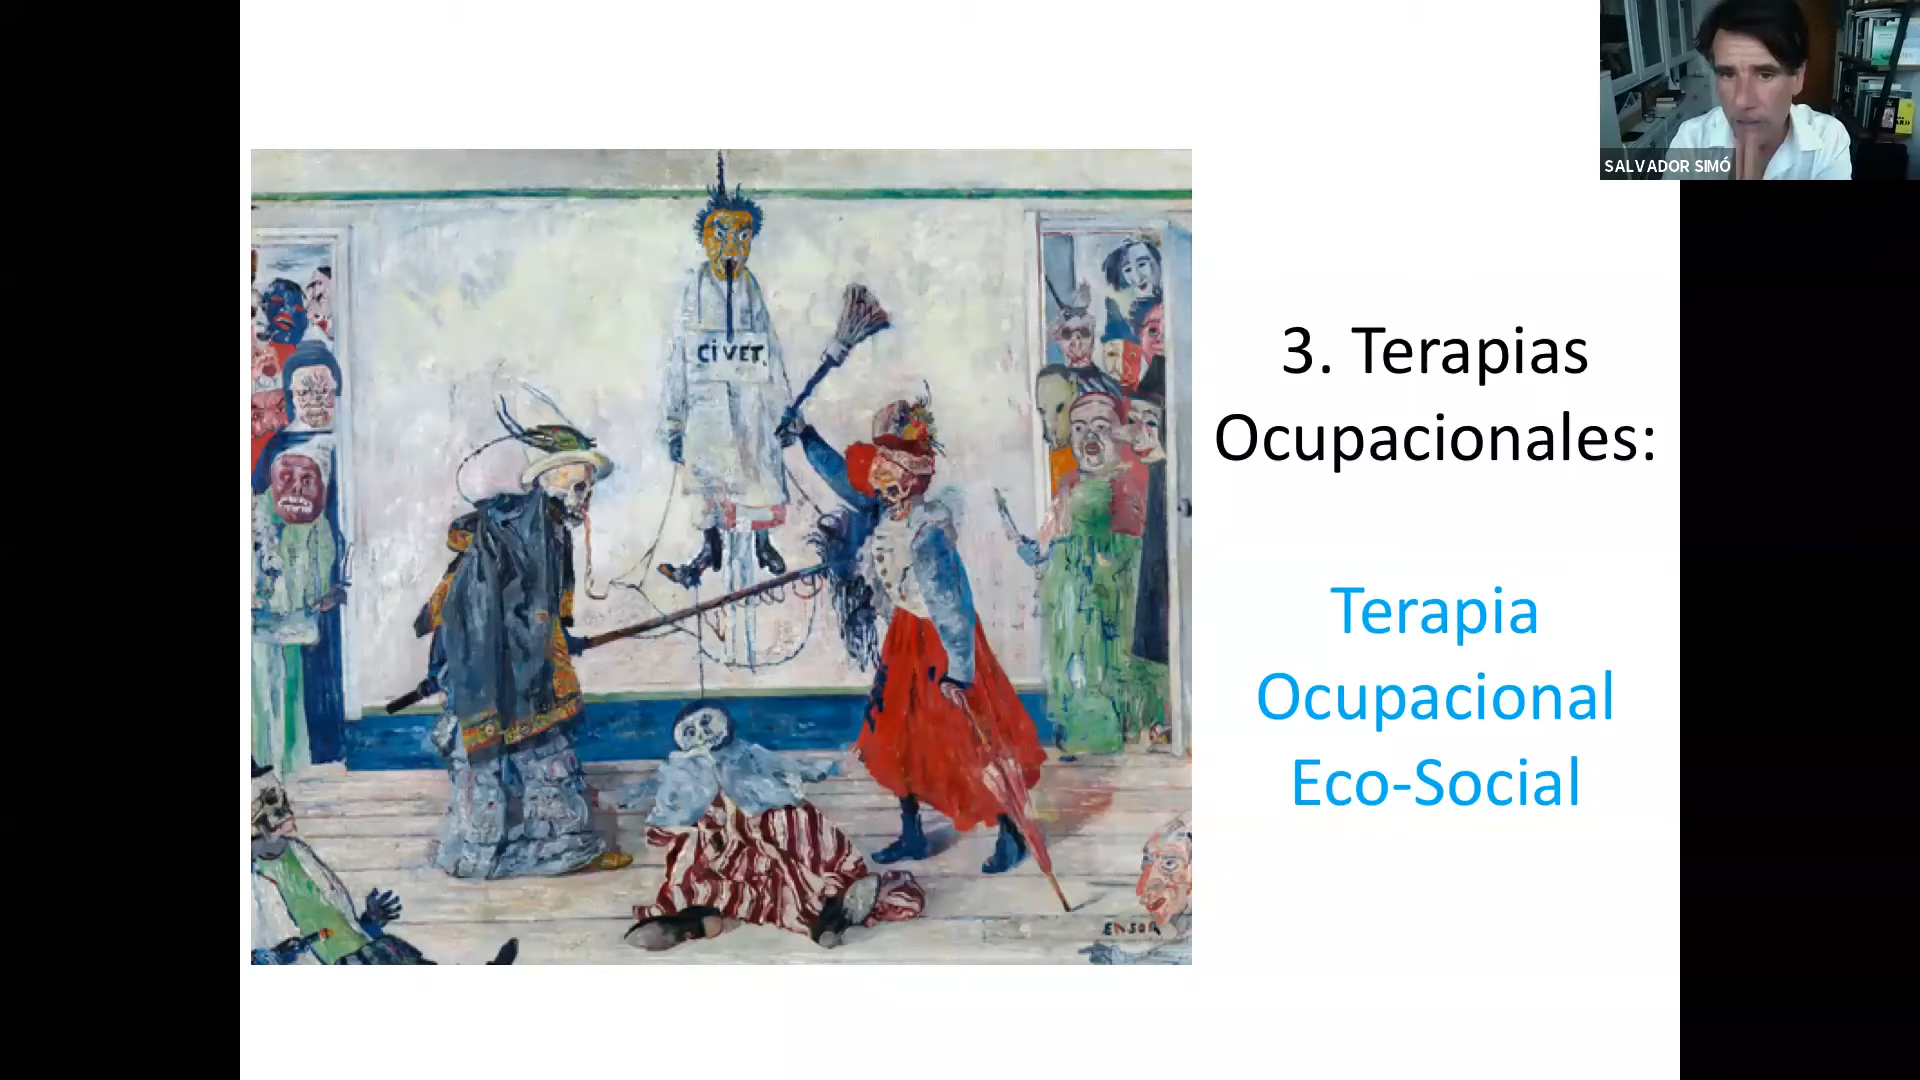 SALVADOR SIMÓ
CiVET.
3. Terapias
Ocupacionales:
Terapia
Ocupacional
Eco-Social
ENSOR